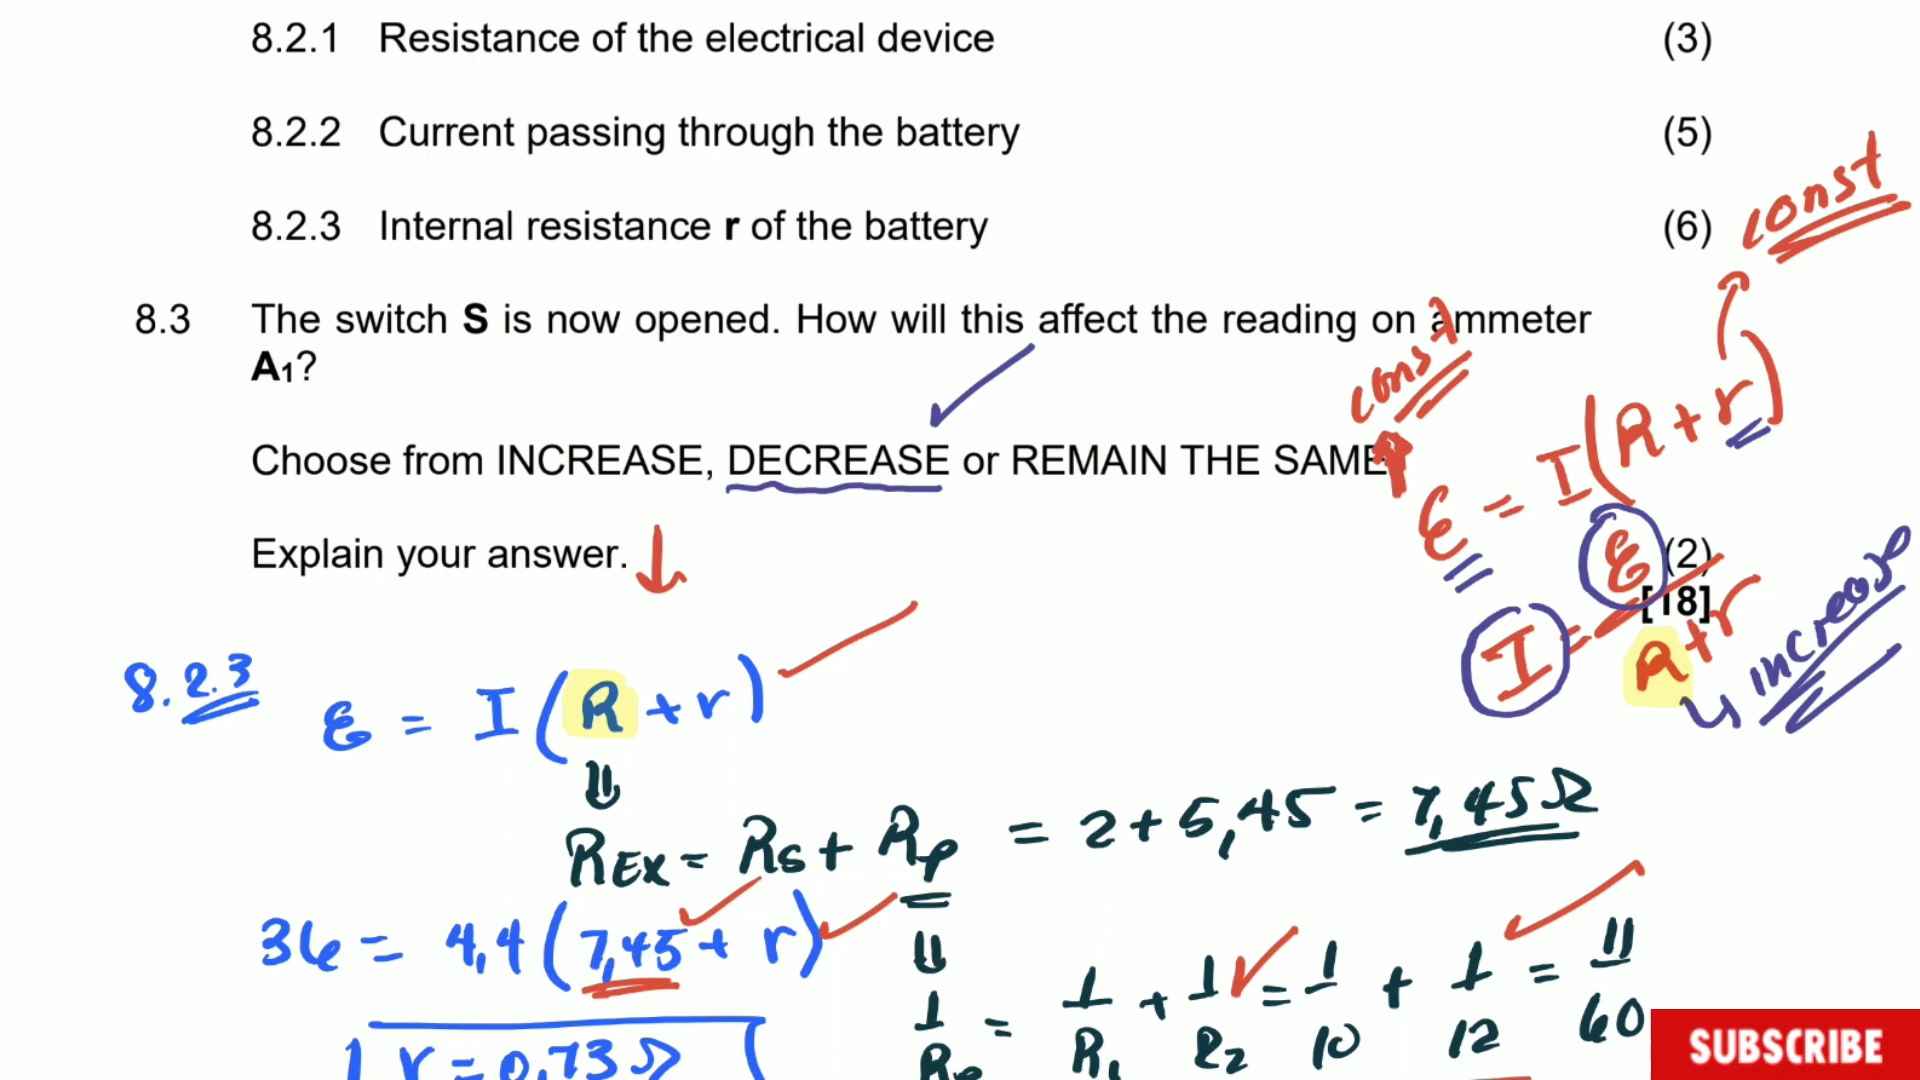 8.2.1 Resistance of the electrical device (3)
8.2.2 Current passing through the battery (5)
const
8.2.3 Internal resistance r of the battery (6)
8.3 The switch S is now opened. How will this affect the reading on ammeter
A1?
const
Choose from INCREASE, DECREASE or REMAIN THE SAME
ε = I(R + r)
Explain your answer. (2)
[18]
I = ε / R + r
increase
8.2.3
ε = I(R + r)
REX = Rs + Rp = 2 + 5,45 = 7,45Ω
36 = 4,4(7,45 + r)
1/Rp = 1/R1 + 1/R2 = 1/10 + 1/12 = 11/60
r = 0,73Ω
SUBSCRIBE